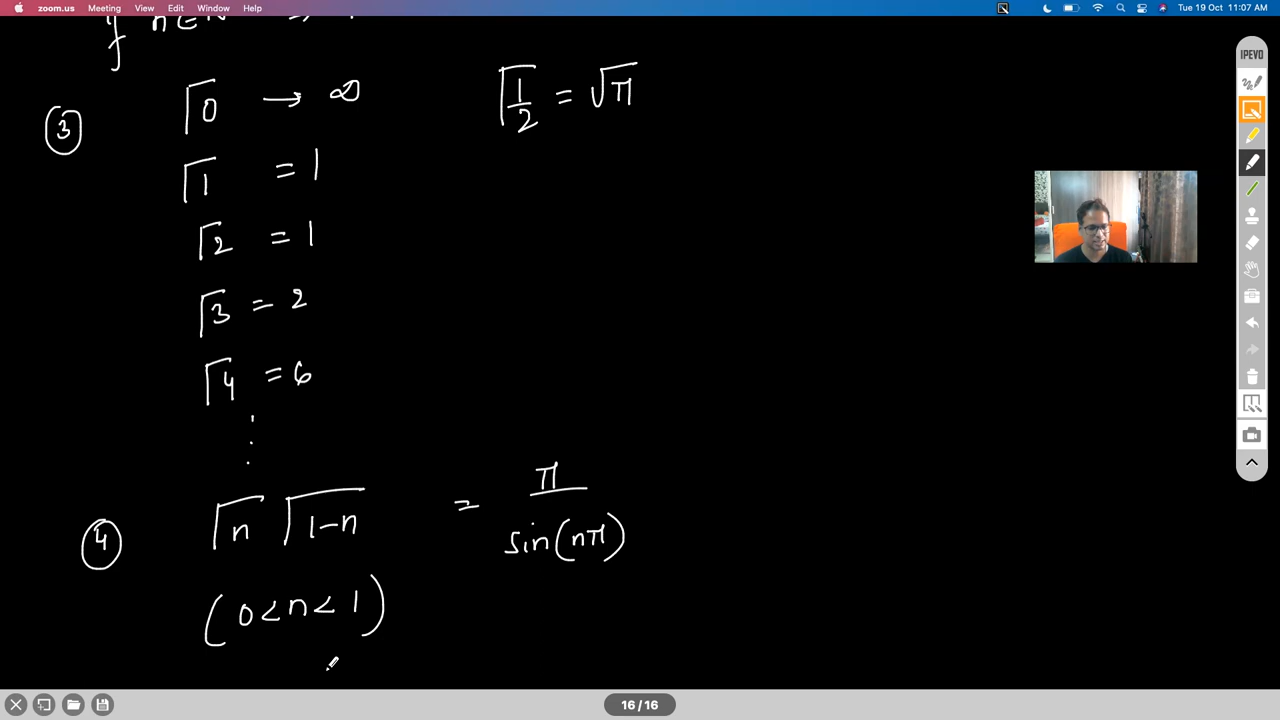 zoom.us Meeting View Edit Window Help Tue 19 Oct 11:07 AM
③ Γ0 → ∞ Γ1/2 = √π
Γ1 = 1
Γ2 = 1
Γ3 = 2
Γ4 = 6
⋮
④ Γn Γ1-n = π/sin(nπ)
(0<n<1)
IPEVO
16/16